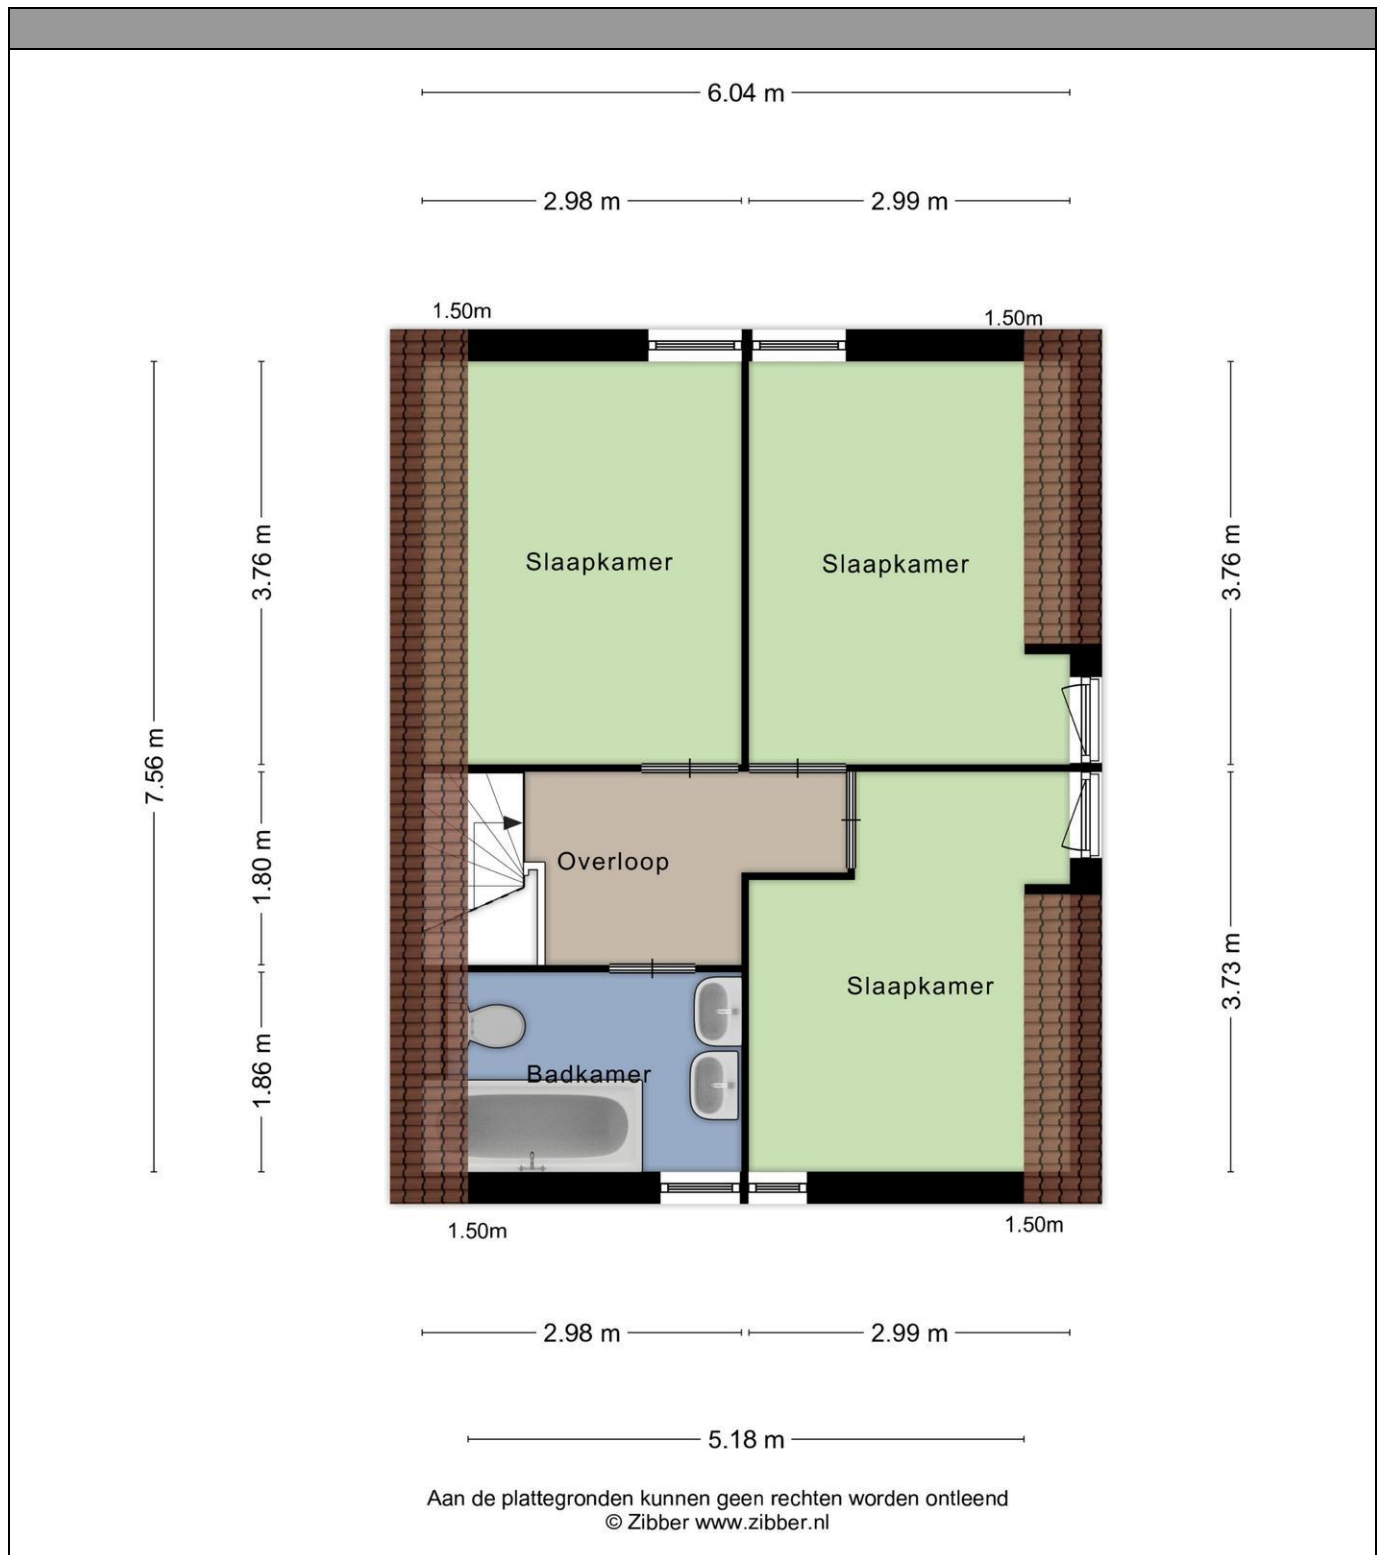 6.04 m
2.98 m
2.99 m
1.50m
1.50m
Slaapkamer
Slaapkamer
3.76 m
3.76 m
7.56 m
1.80 m
Overloop
3.73 m
Slaapkamer
1.86 m
Badkamer
1.50m
1.50m
2.98 m
2.99 m
5.18 m
Aan de plattegronden kunnen geen rechten worden ontleend
© Zibber www.zibber.nl